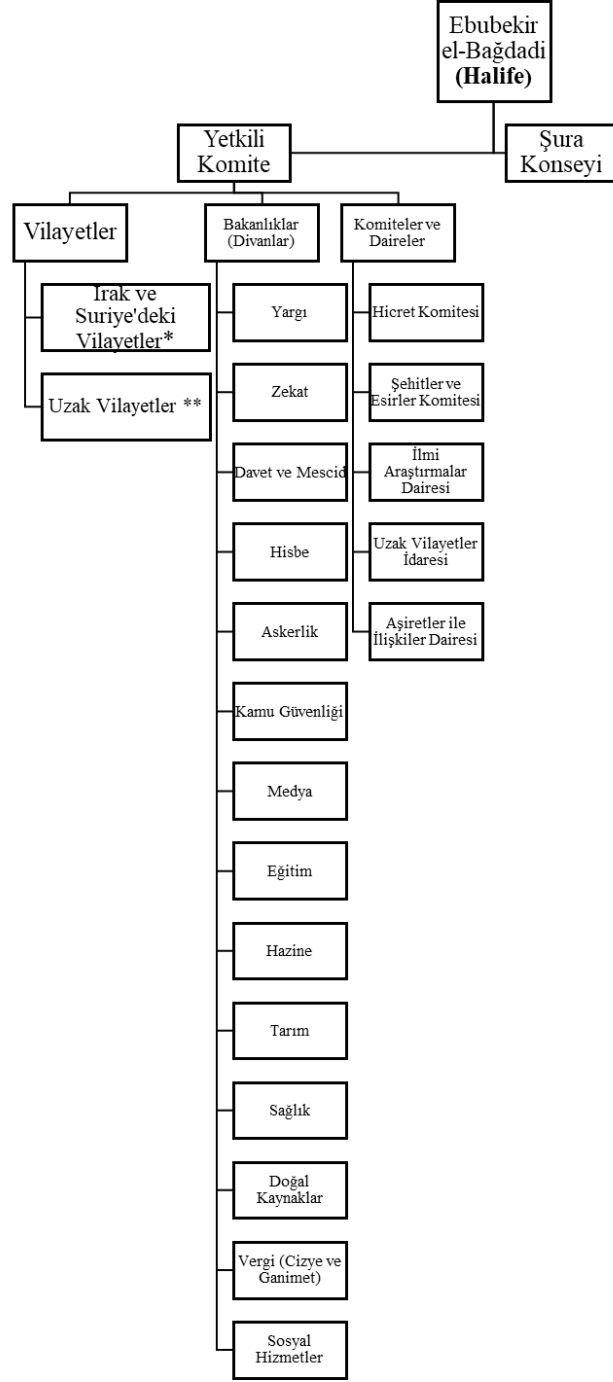 Ebubekir
el-Bağdadi
(Halife)
Yetkili
Komite
Şura
Konseyi
Vilayetler
Irak ve
Suriye'deki
Vilayetler*
Uzak Vilayetler **
Bakanlıklar
(Divanlar)
Yargı
Zekat
Davet ve Mescid
Hisbe
Askerlik
Kamu Güvenliği
Medya
Eğitim
Hazine
Tarım
Sağlık
Doğal
Kaynaklar
Vergi (Cizye ve
Ganimet)
Sosyal
Hizmetler
Komiteler ve
Daireler
Hicret Komitesi
Şehitler ve
Esirler Komitesi
İlmi
Araştırmalar
Dairesi
Uzak Vilayetler
İdaresi
Aşiretler ile
İlişkiler Dairesi